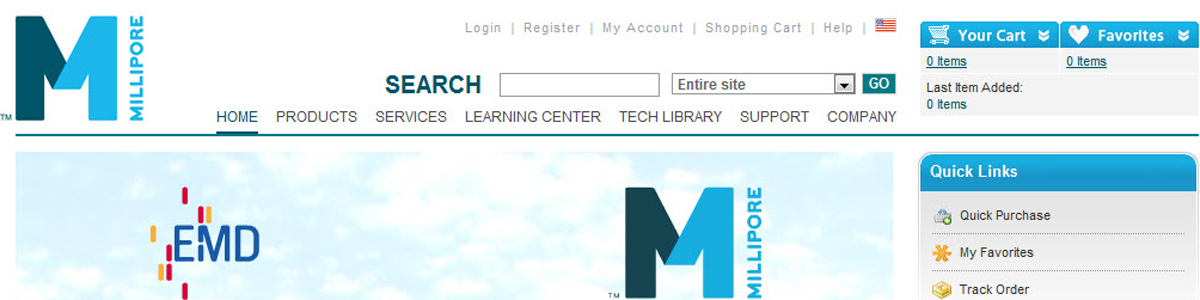 Login | Register | My Account | Shopping Cart | Help |
Your Cart
Favorites
0 Items
0 Items
Last Item Added:
0 Items
TM
MILLIPORE
SEARCH
Entire site
GO
HOME PRODUCTS SERVICES LEARNING CENTER TECH LIBRARY SUPPORT COMPANY
EMD
TM
M
MILLIPORE
Quick Links
Quick Purchase
My Favorites
Track Order